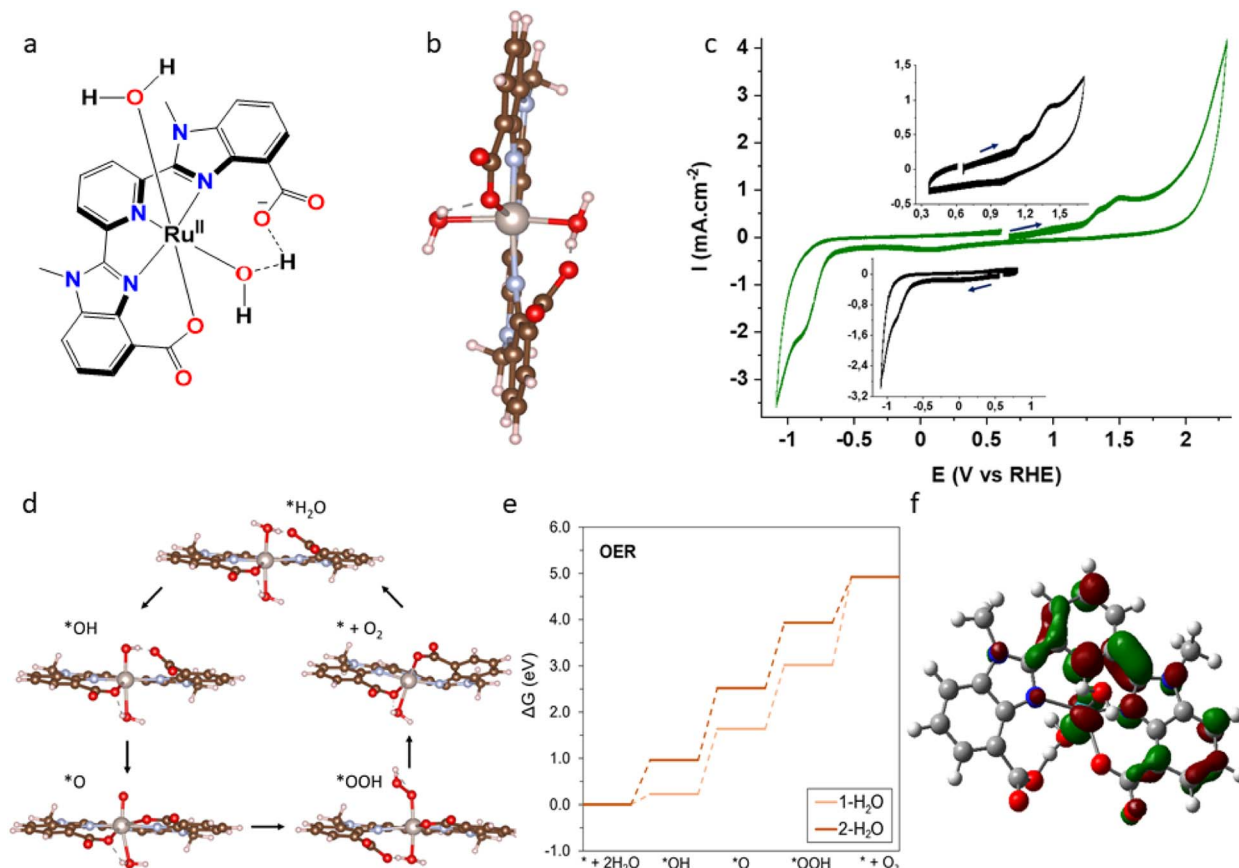 a
H
H
O
N
N
N
N
N
O
O
−
Ru
II
O
H
H
O
O
b
c
I (mA.cm-2)
4
3
2
1
0
-1
-2
-3
-1
-0,5
0
0,5
1
1,5
2
E (V vs RHE)
1,5
1
0,5
0
-0,5
0,3
0,6
0,9
1,2
1,5
0
-0,8
-1,6
-2,4
-3,2
-1
-0,5
0
0,5
1
d
*H2O
*OH
* + O2
*O
*OOH
e
OER
ΔG (eV)
6.0
5.0
4.0
3.0
2.0
1.0
0.0
-1.0
* + 2H2O
*OH
*O
*OOH
* + O2
1-H2O
2-H2O
f